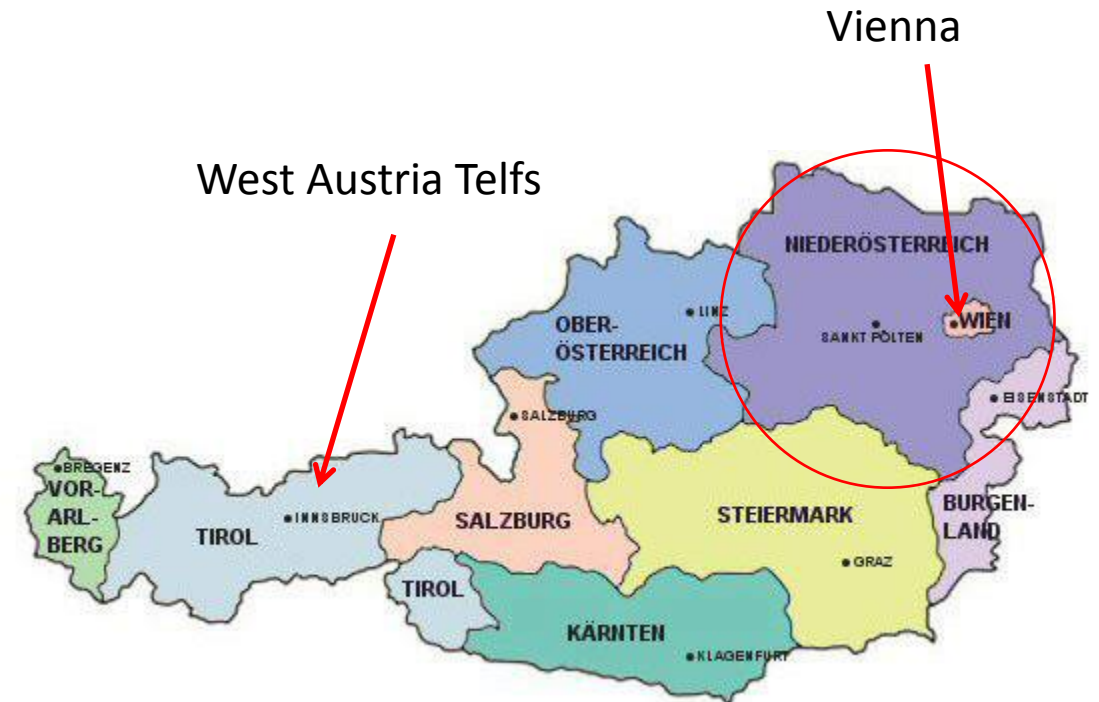 Vienna
West Austria Telfs
NIEDERÖSTERREICH
LINZ
WIEN
OBER-
ÖSTERREICH
SANKT PÖLTEN
EISENSTADT
SALZBURG
BREGENZ
VOR-
ARL-
BERG
BURGEN-
LAND
INNSBRUCK
SALZBURG
STEIERMARK
TIROL
GRAZ
TIROL
KÄRNTEN
KLAGENFURT